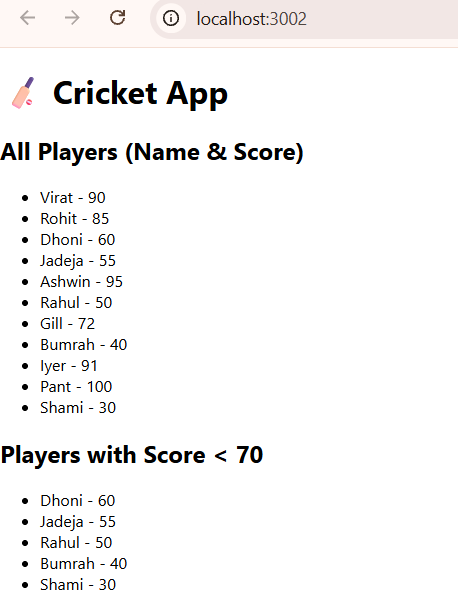 localhost:3002
🏏 Cricket App
All Players (Name & Score)
• Virat - 90
• Rohit - 85
• Dhoni - 60
• Jadeja - 55
• Ashwin - 95
• Rahul - 50
• Gill - 72
• Bumrah - 40
• Iyer - 91
• Pant - 100
• Shami - 30
Players with Score < 70
• Dhoni - 60
• Jadeja - 55
• Rahul - 50
• Bumrah - 40
• Shami - 30